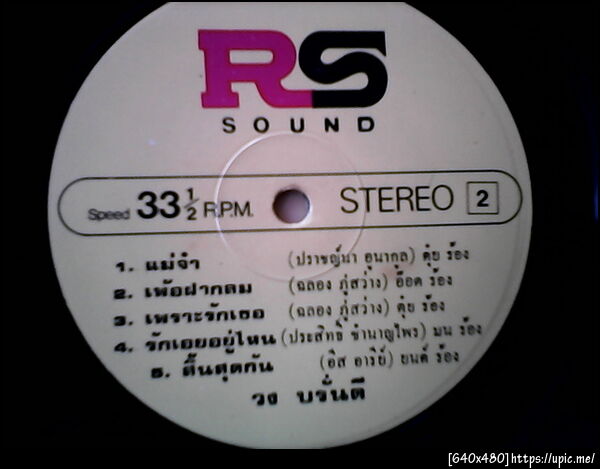 RS
SOUND
Speed 33 1/2 R.P.M. STEREO 2
1. แม่จ๋า (ปราชญ์นา อุนากูล) ตุ๋ย ร้อง
2. เพ้อฝากลม (ฉลอง ภู่สว่าง) อ๊อด ร้อง
3. เพราะรักเธอ (ฉลอง ภู่สว่าง) ตุ๋ย ร้อง
4. รักเอยอยู่ไหน (ประสิทธิ์ ชำนาญไพร) มน ร้อง
5. สิ้นสุดกัน (อิส อารีย์) ยนต์ ร้อง
วง บรั่นดี
[640x480]https://upic.me/